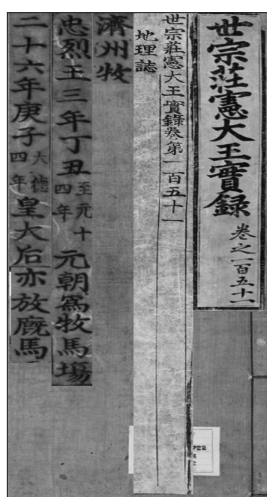 世宗莊憲大王實錄 卷之一百五十一
世宗莊憲大王實錄卷第一百五十一
地理誌
濟州牧
忠烈王三年丁丑 至元十四年 元朝爲牧馬場
二十六年庚子 大德四年 皇太后亦放廐馬